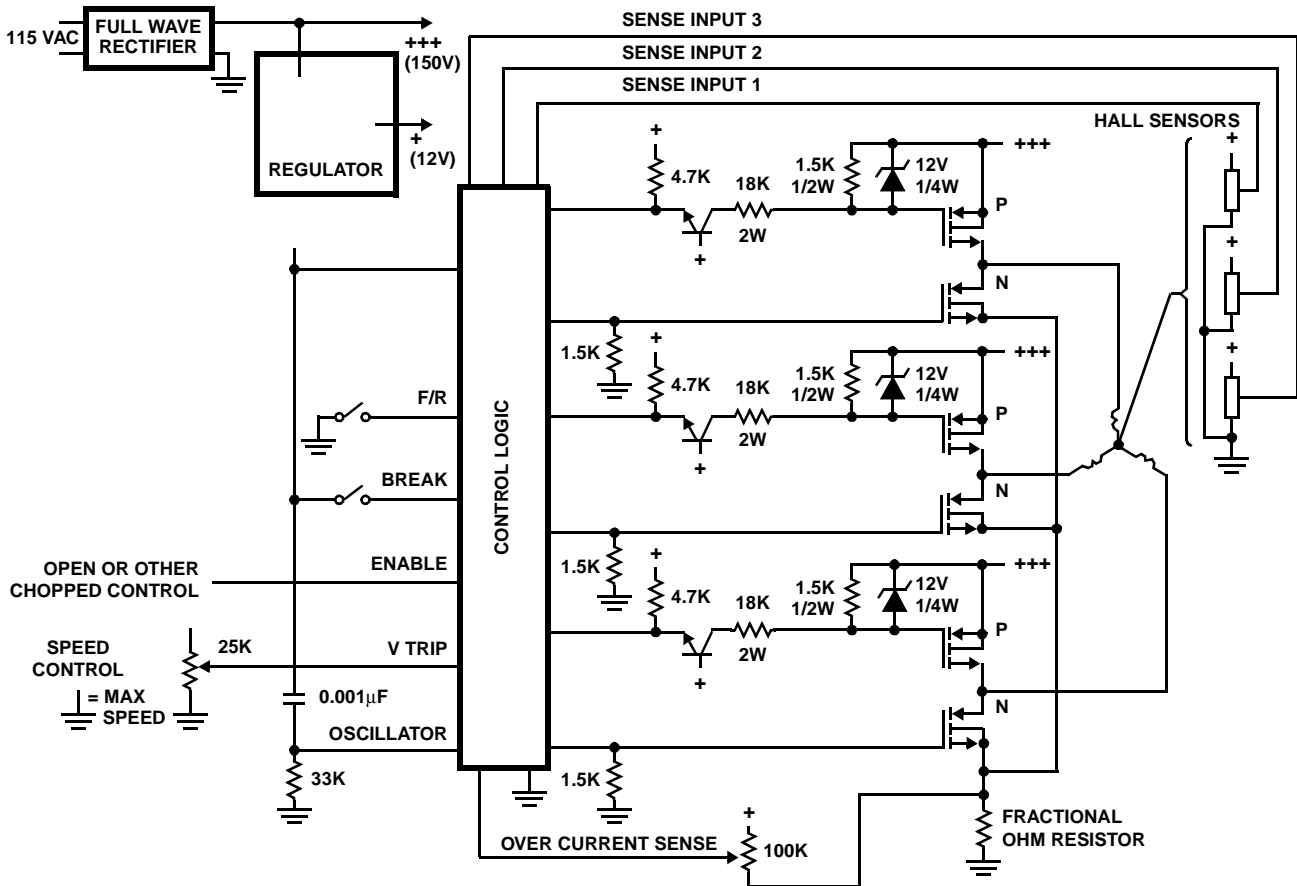 115 VAC
FULL WAVE
RECTIFIER
+++
(150V)
REGULATOR
+
(12V)
SENSE INPUT 3
SENSE INPUT 2
SENSE INPUT 1
HALL SENSORS
+
+
+
CONTROL LOGIC
+
4.7K
18K
2W
+
1.5K
1/2W
12V
1/4W
+++
P
N
1.5K
+
4.7K
18K
2W
+
1.5K
1/2W
12V
1/4W
+++
P
N
1.5K
+
4.7K
18K
2W
+
1.5K
1/2W
12V
1/4W
+++
P
N
1.5K
F/R
BREAK
OPEN OR OTHER
CHOPPED CONTROL
ENABLE
SPEED
CONTROL
= MAX
SPEED
25K
V TRIP
0.001µF
OSCILLATOR
33K
OVER CURRENT SENSE
+
100K
FRACTIONAL
OHM RESISTOR